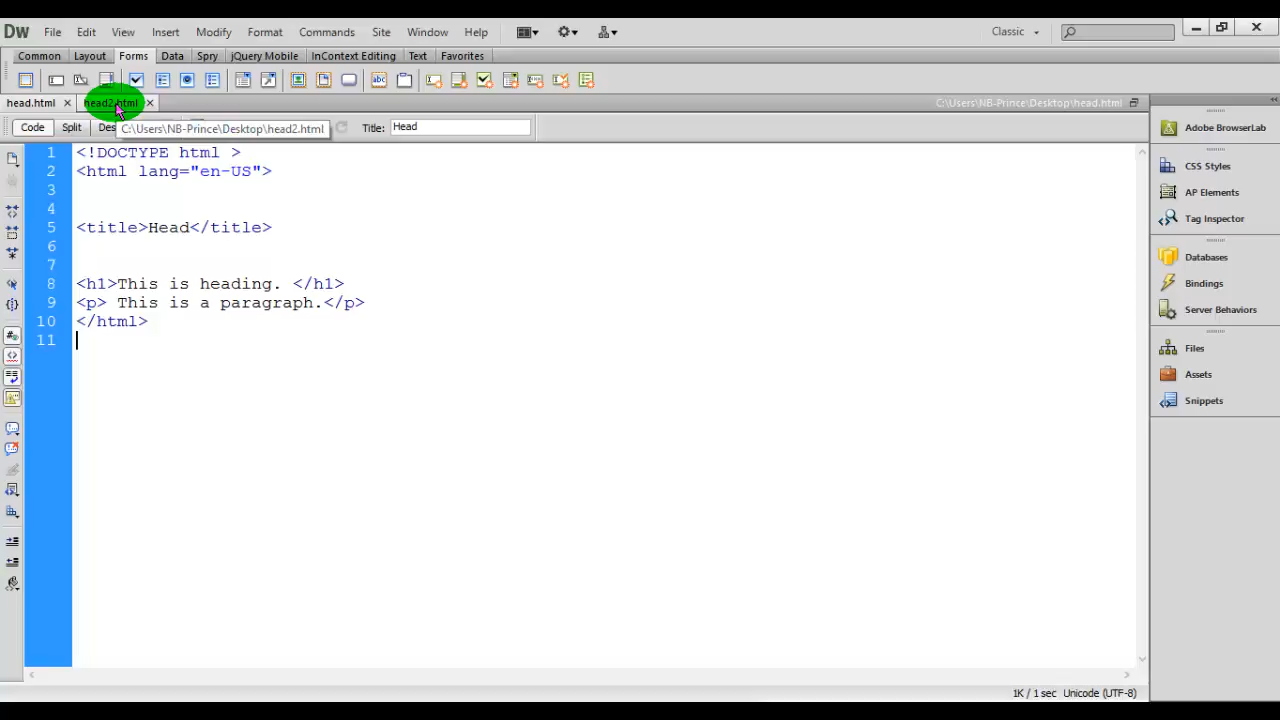 Dw File Edit View Insert Modify Format Commands Site Window Help Classic
Common Layout Forms Data Spry jQuery Mobile InContext Editing Text Favorites
abc
head.html × head2.html × C:\Users\NB-Prince\Desktop\head.html
Code Split Des Title: Head
C:\Users\NB-Prince\Desktop\head2.html
1 <!DOCTYPE html >
2 <html lang="en-US">
3
4
5 <title>Head</title>
6
7
8 <h1>This is heading. </h1>
9 <p> This is a paragraph.</p>
10 </html>
11
Adobe BrowserLab
CSS Styles
AP Elements
Tag Inspector
Databases
Bindings
Server Behaviors
Files
Assets
Snippets
1K / 1 sec Unicode (UTF-8)